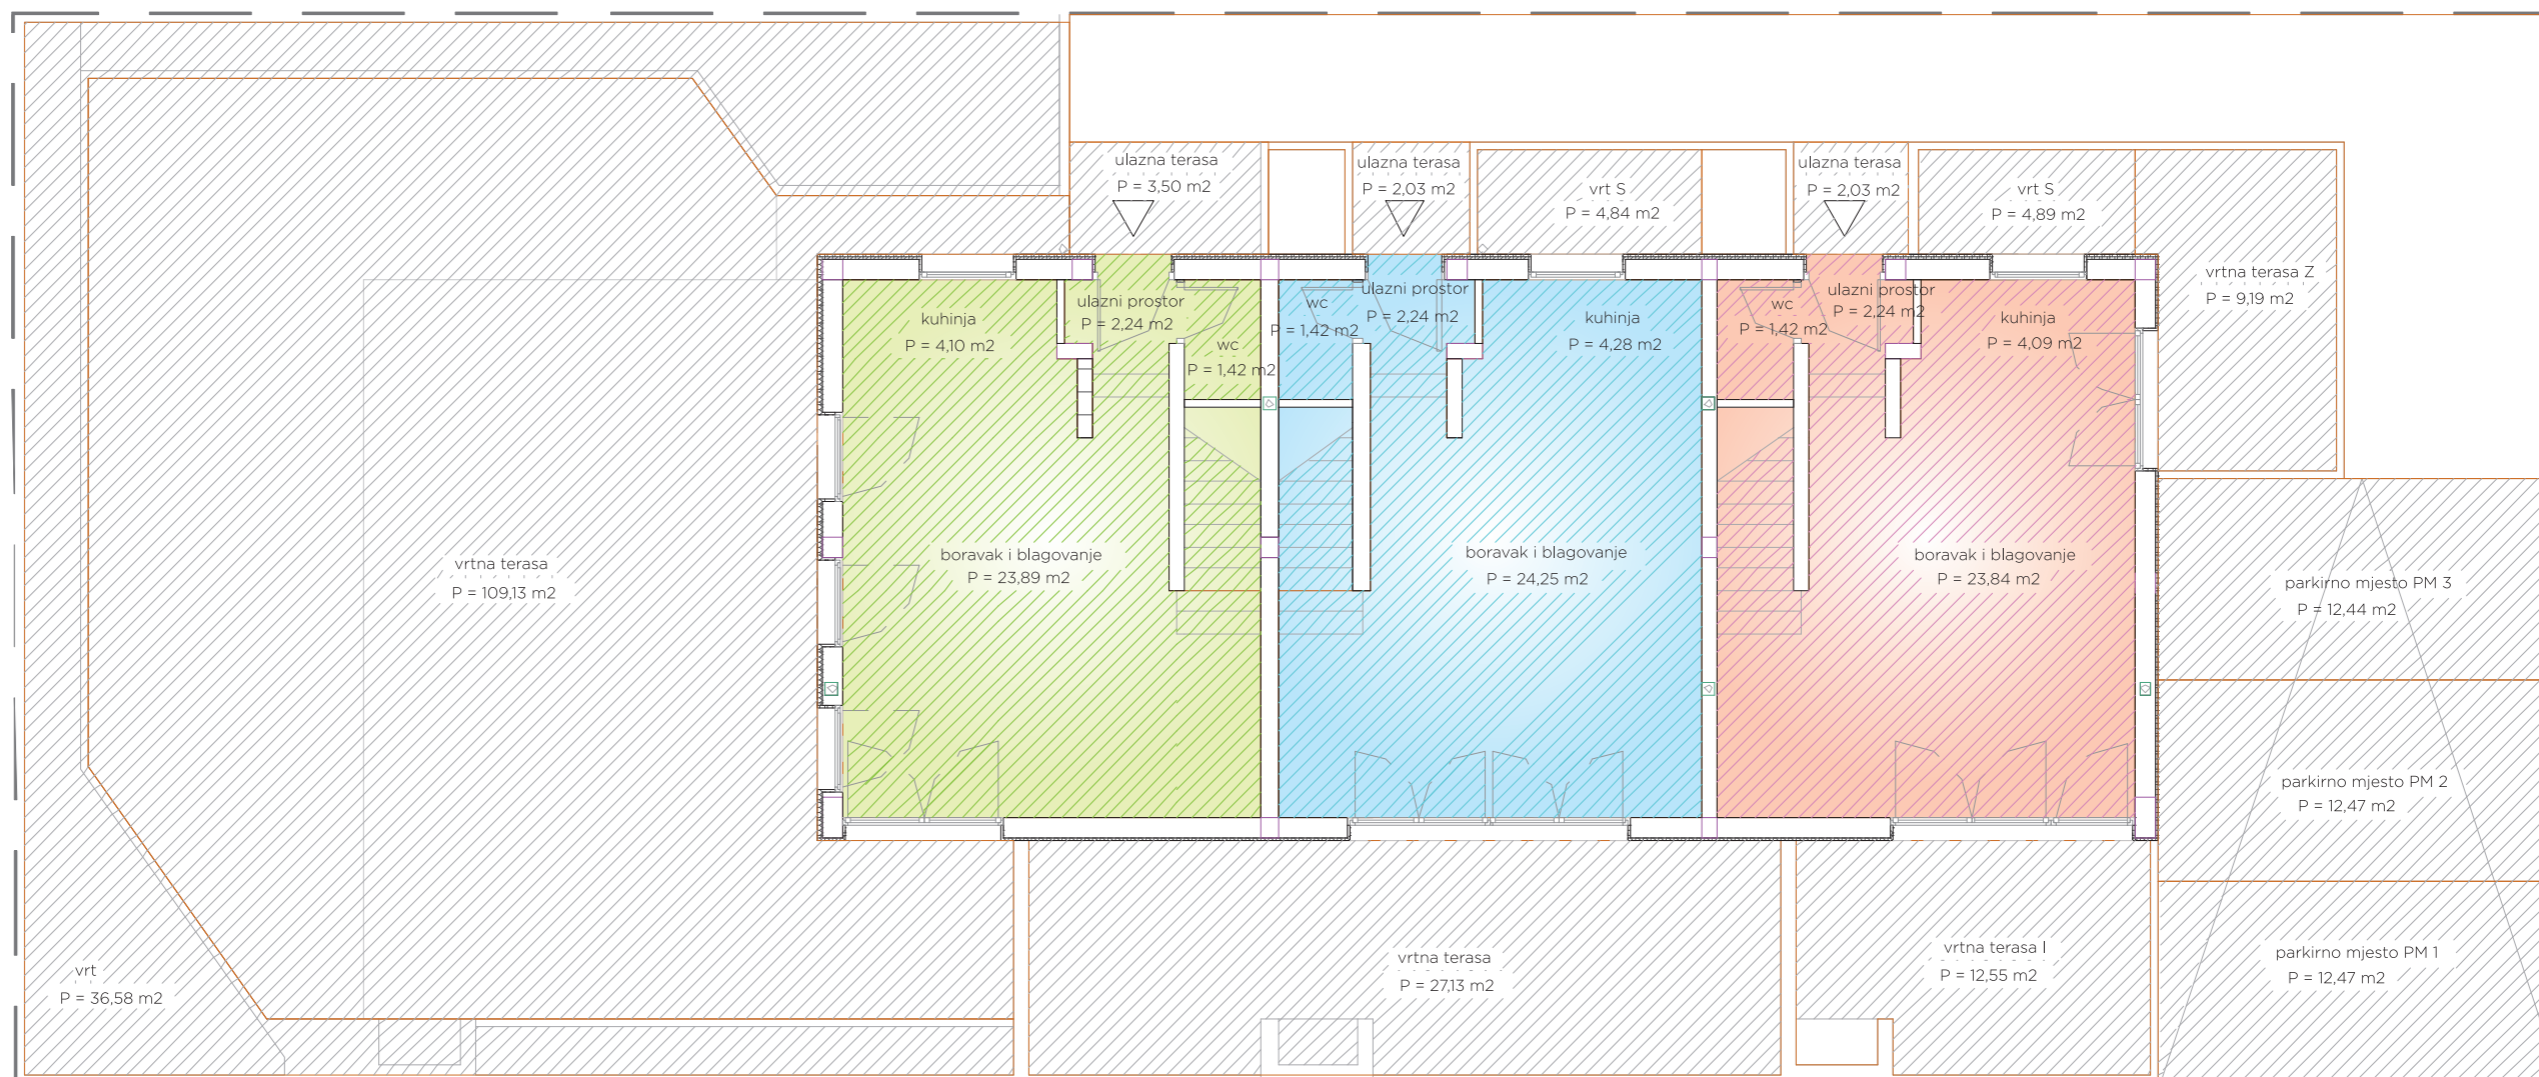 ulazna terasa
P = 3,50 m2
ulazna terasa
P = 2,03 m2
vrt S
P = 4,84 m2
ulazna terasa
P = 2,03 m2
vrt S
P = 4,89 m2
vrtna terasa Z
P = 9,19 m2
kuhinja
P = 4,10 m2
ulazni prostor
P = 2,24 m2
wc
P = 1,42 m2
wc
P = 1,42 m2
ulazni prostor
P = 2,24 m2
kuhinja
P = 4,28 m2
wc
P = 1,42 m2
ulazni prostor
P = 2,24 m2
kuhinja
P = 4,09 m2
vrtna terasa
P = 109,13 m2
boravak i blagovanje
P = 23,89 m2
boravak i blagovanje
P = 24,25 m2
boravak i blagovanje
P = 23,84 m2
parkirno mjesto PM 3
P = 12,44 m2
parkirno mjesto PM 2
P = 12,47 m2
vrt
P = 36,58 m2
vrtna terasa
P = 27,13 m2
vrtna terasa I
P = 12,55 m2
parkirno mjesto PM 1
P = 12,47 m2